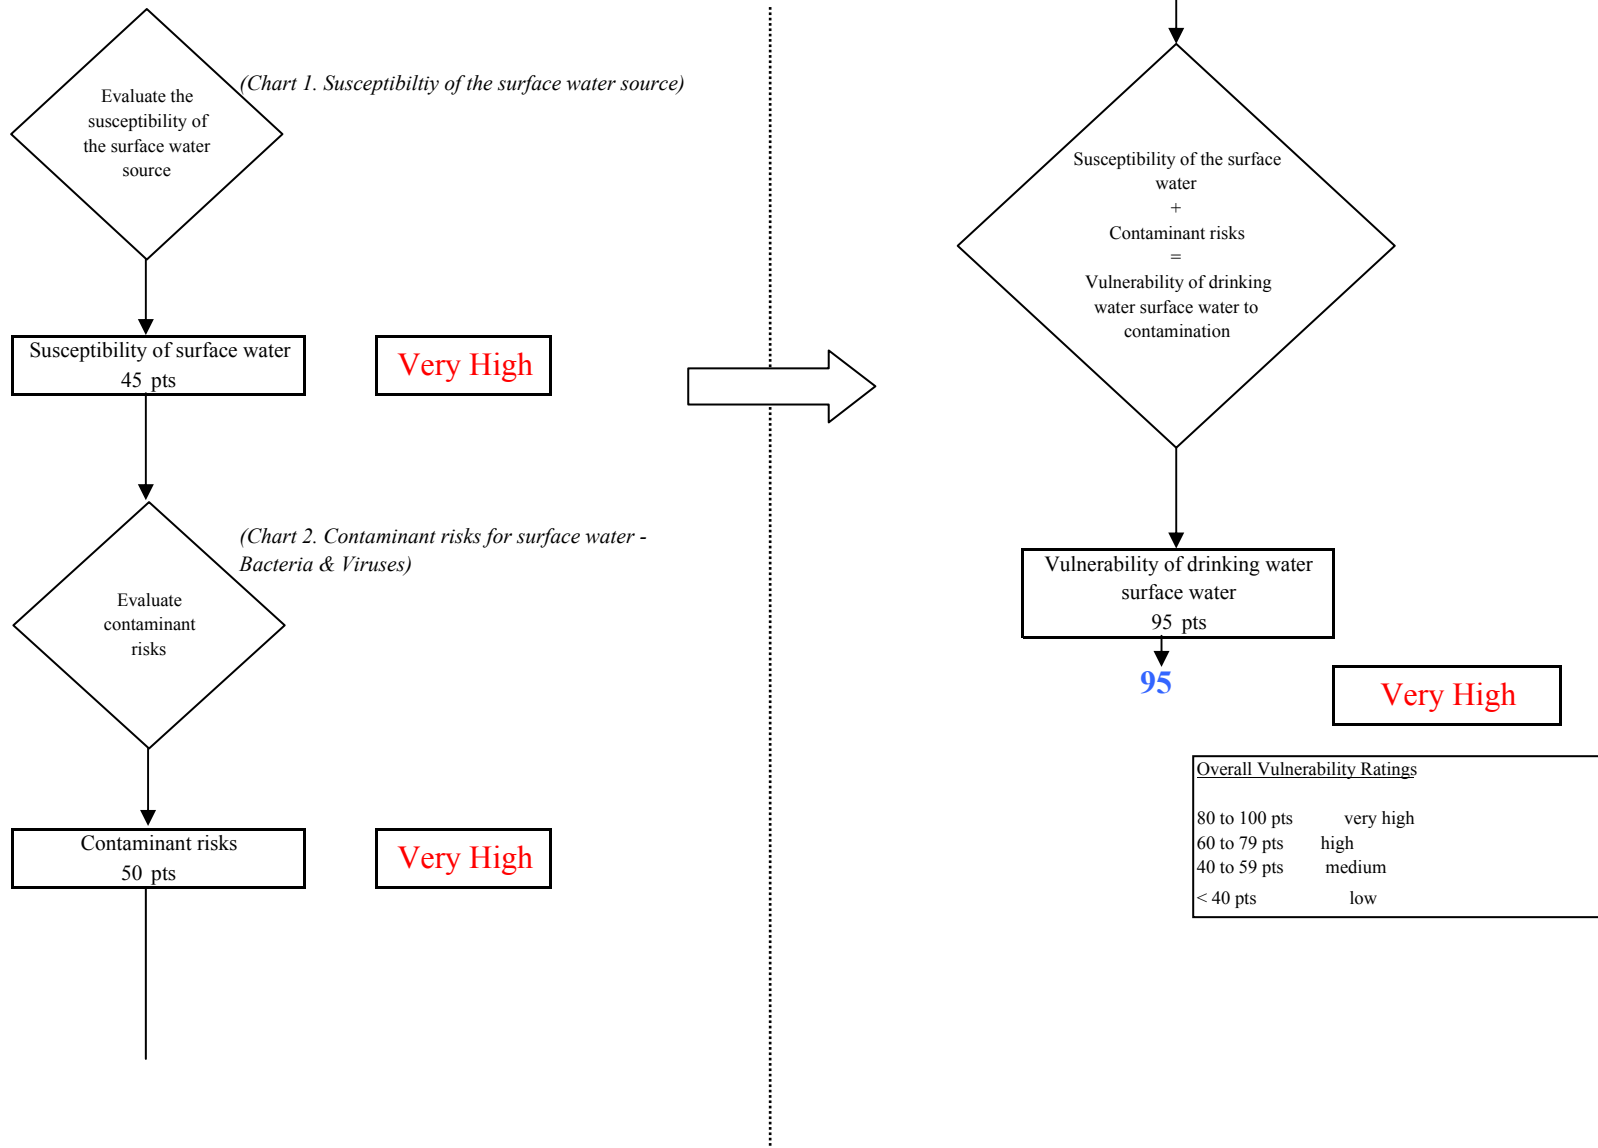 Evaluate the
susceptibility of
the surface water
source
(Chart 1. Susceptibiltiy of the surface water source)
Susceptibility of surface water
45 pts
Very High
(Chart 2. Contaminant risks for surface water -
Bacteria & Viruses)
Evaluate
contaminant
risks
Contaminant risks
50 pts
Very High
Susceptibility of the surface
water
+
Contaminant risks
=
Vulnerability of drinking
water surface water to
contamination
Vulnerability of drinking water
surface water
95 pts
95
Very High
Overall Vulnerability Ratings
80 to 100 pts very high
60 to 79 pts high
40 to 59 pts medium
< 40 pts low